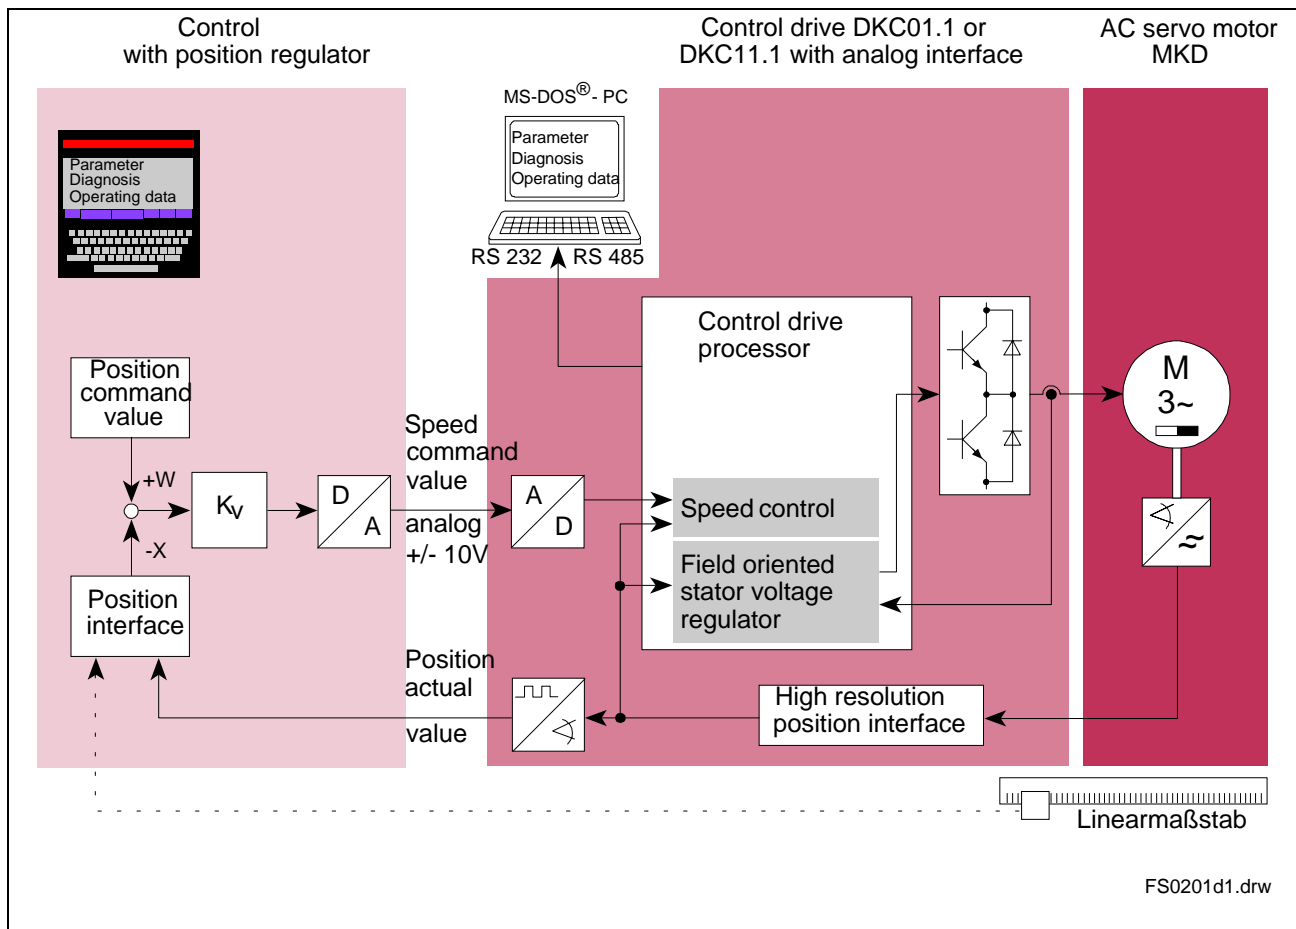 Control
with position regulator
Control drive DKC01.1 or
DKC11.1 with analog interface
AC servo motor
MKD
MS-DOS® - PC
Parameter
Diagnosis
Operating data
Parameter
Diagnosis
Operating data
RS 232
RS 485
Control drive
processor
Position
command
value
+W
-X
Kv
D
A
Speed
command
value
analog
+/- 10V
A
D
Speed control
Field oriented
stator voltage
regulator
M
3~
≈
Position
interface
Position
actual
value
High resolution
position interface
Linearmaßstab
FS0201d1.drw